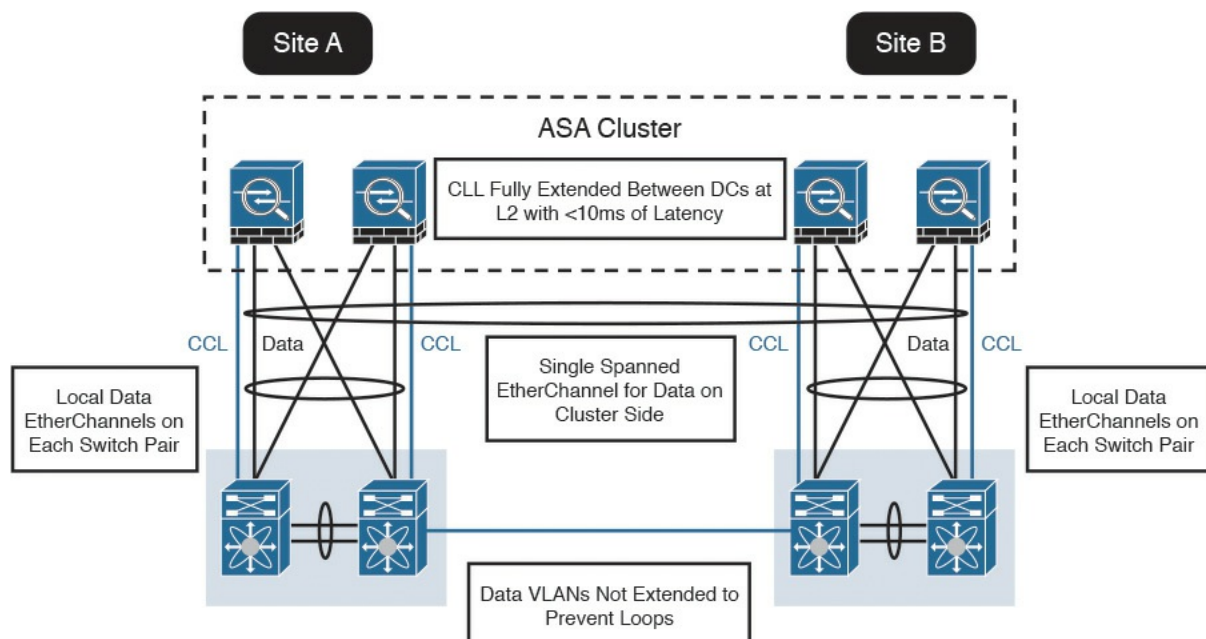 Site A
Site B
ASA Cluster
CLL Fully Extended Between DCs at
L2 with <10ms of Latency
CCL
Data
CCL
CCL
Data
CCL
Single Spanned
EtherChannel for Data on
Cluster Side
Local Data
EtherChannels on
Each Switch Pair
Local Data
EtherChannels on
Each Switch Pair
Data VLANs Not Extended to
Prevent Loops